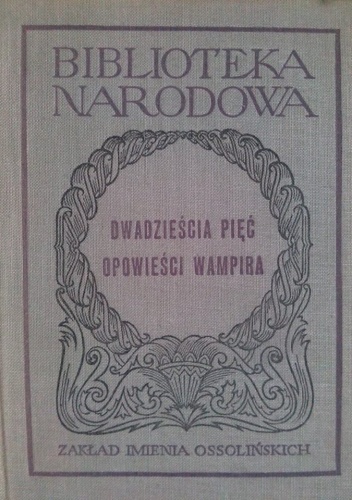 BIBLIOTEKA
NARODOWA
DWADZIEŚCIA PIĘĆ
OPOWIEŚCI WAMPIRA
ZAKŁAD IMIENIA OSSOLIŃSKICH